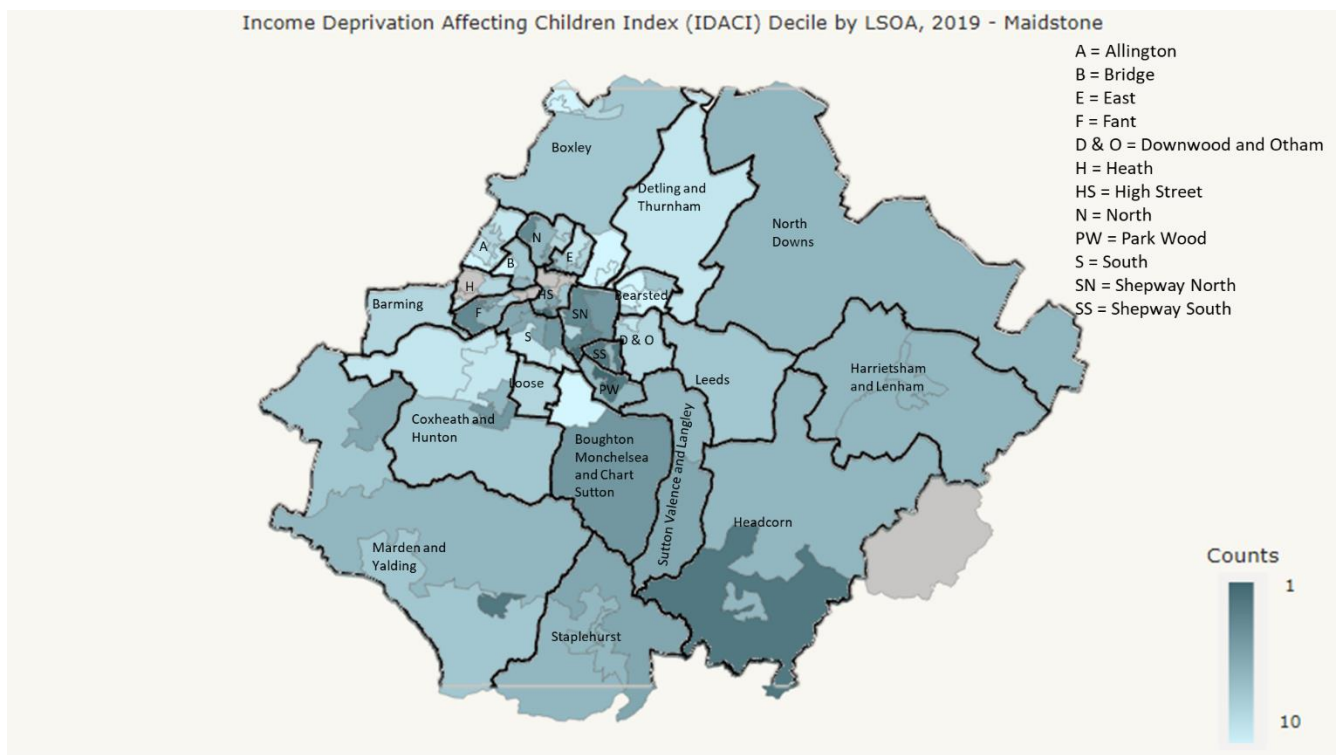 Income Deprivation Affecting Children Index (IDACI) Decile by LSOA, 2019 - Maidstone
A = Allington
B = Bridge
E = East
F = Fant
D & O = Downwood and Otham
H = Heath
HS = High Street
N = North
PW = Park Wood
S = South
SN = Shepway North
SS = Shepway South
Boxley
Detling and
Thurnham
North
Downs
A
N
B
E
H
HS
Bearsted
Barming
F
SN
S
D & O
SS
PW
Loose
Leeds
Harrietsham
and Lenham
Coxheath and
Hunton
Boughton
Monchelsea
and Chart
Sutton
Sutton Valence and Langley
Headcorn
Marden and
Yalding
Staplehurst
Counts
1
10